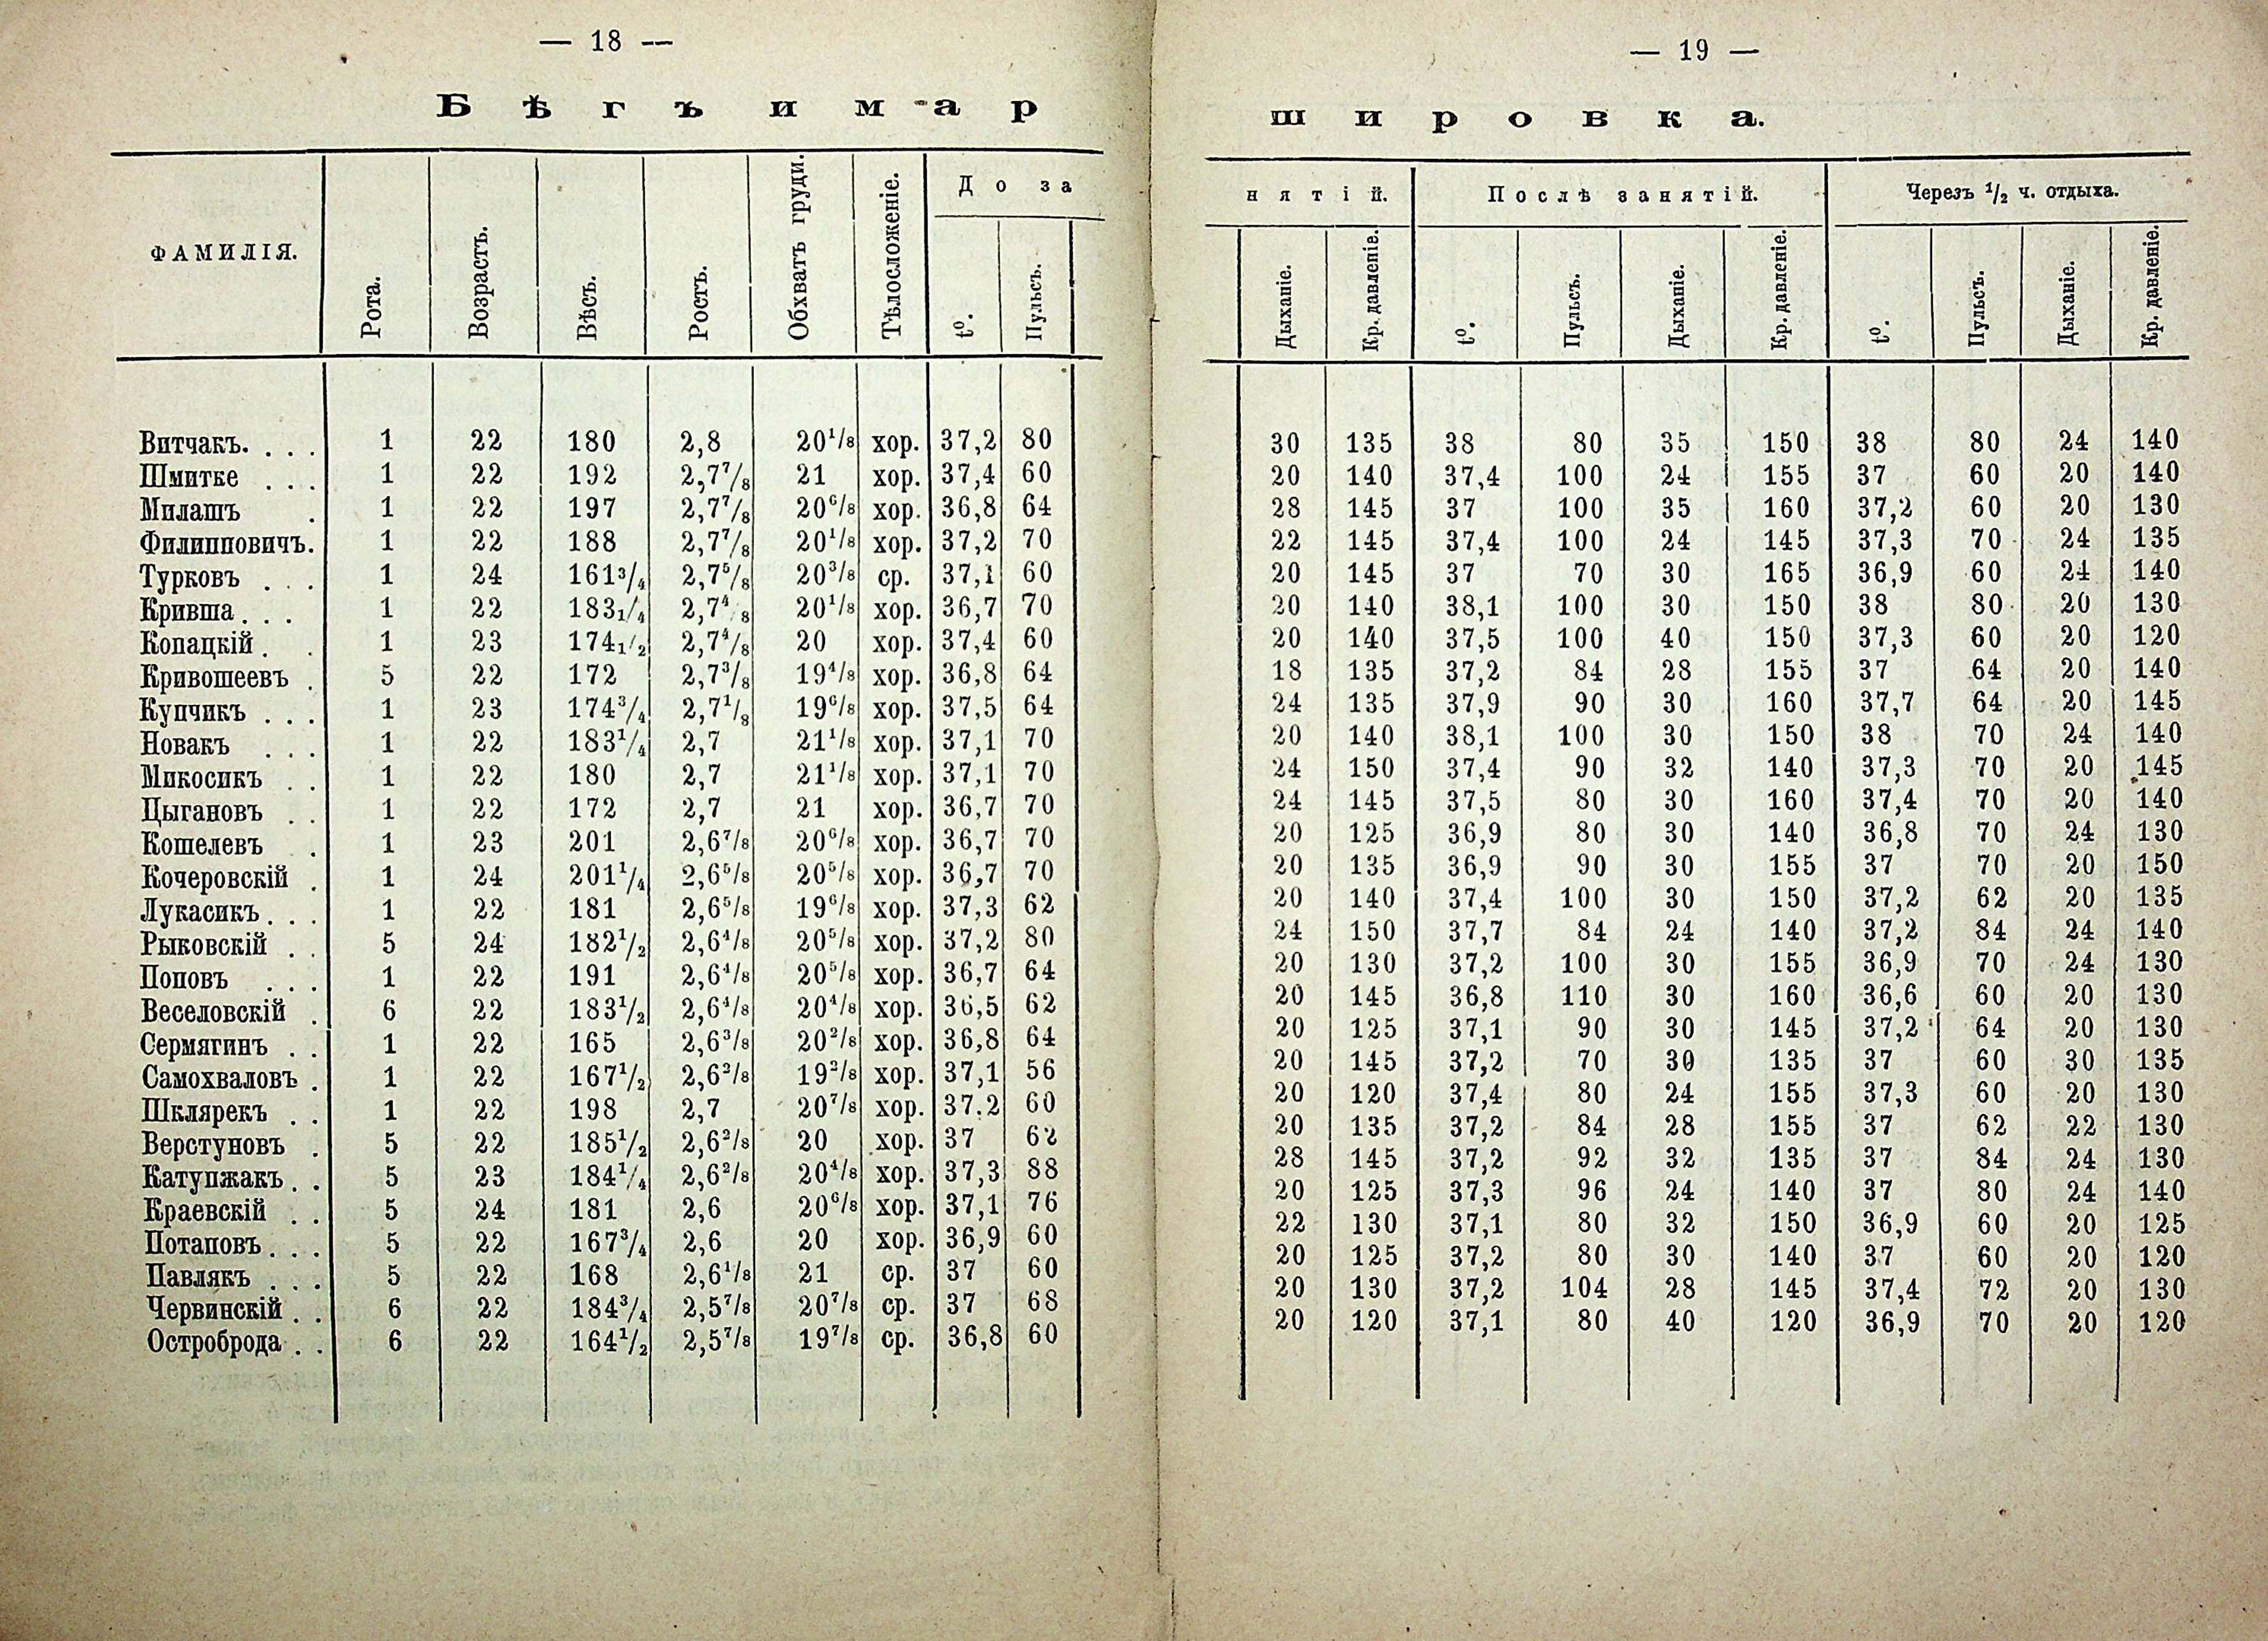 — 18 —
Бѣгъ и мар
ФАМИЛІЯ. Рота. Возрастъ. Вѣсъ. Ростъ. Обхватъ груди. Тѣлосложеніе. До за
t⁰. Пульсъ.
Витчакъ. . . . 1 22 180 2,8 20¹/₈ хор. 37,2 80
Шмитке . . . 1 22 192 2,7⁷/₈ 21 хор. 37,4 60
Милашъ . 1 22 197 2,7⁷/₈ 20⁶/₈ хор. 36,8 64
Филипповичъ. 1 22 188 2,7⁷/₈ 20¹/₈ хор. 37,2 70
Турковъ . . . 1 24 161³/₄ 2,7⁵/₈ 20³/₈ ср. 37,1 60
Кривша. . . 1 22 183₁/₄ 2,7⁴ ₈ 20¹/₈ хор. 36,7 70
Копацкій . . 1 23 174₁/₂ 2,7⁴/₈ 20 хор. 37,4 60
Кривошеевъ . 5 22 172 2,7³/₈ 19⁴/₈ хор. 36,8 64
Купчикъ . . . 1 23 174³/₄ 2,7¹/₈ 19⁶/₈ хор. 37,5 64
Новакъ . . . 1 22 183¹/₄ 2,7 21¹/₈ хор. 37,1 70
Микосикъ . . 1 22 180 2,7 21¹/₈ хор. 37,1 70
Цыгановъ . . 1 22 172 2,7 21 хор. 36,7 70
Кошелевъ . 1 23 201 2,6⁷/₈ 20⁶/₈ хор. 36,7 70
Кочеровскій . 1 24 201¹/₄ 2,6⁵/₈ 20⁵/₈ хор. 36,7 70
Лукасикъ. . . 1 22 181 2,6⁵/₈ 19⁶/₈ хор. 37,3 62
Рыковскій . . 5 24 182¹/₂ 2,6⁴/₈ 20⁵/₈ хор. 37,2 80
Поповъ . . . 1 22 191 2,6⁴/₈ 20⁵/₈ хор. 36,7 64
Веселовскій . 6 22 183¹/₂ 2,6⁴/₈ 20⁴/₈ хор. 36,5 62
Сермягинъ . . 1 22 165 2,6³/₈ 20²/₈ хор. 36,8 64
Самохваловъ . 1 22 167¹/₂ 2,6²/₈ 19²/₈ хор. 37,1 56
Шклярекъ . . 1 22 198 2,7 20⁷/₈ хор. 37,2 60
Верстуновъ . 5 22 185¹/₂ 2,6²/₈ 20 хор. 37 62
Катупжакъ. . 5 23 184¹/₄ 2,6²/₈ 20⁴/₈ хор. 37,3 88
Краевскій . . 5 24 181 2,6 20⁶/₈ хор. 37,1 76
Потаповъ. . . 5 22 167³/₄ 2,6 20 хор. 36,9 60
Павлякъ . . . 5 22 168 2,6¹/₈ 21 ср. 37 60
Червинскій . . 6 22 184³/₄ 2,5⁷/₈ 20⁷/₈ ср. 37 68
Остроброда . . 6 22 164¹/₂ 2,5⁷/₈ 19⁷/₈ ср. 36,8 60
— 19 —
шировка.
нятій. Послѣ занятій. Черезъ ¹/₂ ч. отдыха.
Дыханіе. Кр. давленіе. t⁰. Пульсъ. Дыханіе. Кр. давленіе. t⁰. Пульсъ. Дыханіе. Кр. давленіе.
30 135 38 80 35 150 38 80 24 140
20 140 37,4 100 24 155 37 60 20 140
28 145 37 100 35 160 37,2 60 20 130
22 145 37,4 100 24 145 37,3 70 24 135
20 145 37 70 30 165 36,9 60 24 140
20 140 38,1 100 30 150 38 80 20 130
20 140 37,5 100 40 150 37,3 60 20 120
18 135 37,2 84 28 155 37 64 20 140
24 135 37,9 90 30 160 37,7 64 20 145
20 140 38,1 100 30 150 38 70 24 140
24 150 37,4 90 32 140 37,3 70 20 145
24 145 37,5 80 30 160 37,4 70 20 140
20 125 36,9 80 30 140 36,8 70 24 130
20 135 36,9 90 30 155 37 70 20 150
20 140 37,4 100 30 150 37,2 62 20 135
24 150 37,7 84 24 140 37,2 84 24 140
20 130 37,2 100 30 155 36,9 70 24 130
20 145 36,8 110 30 160 36,6 60 20 130
20 125 37,1 90 30 145 37,2 64 20 130
20 145 37,2 70 30 135 37 60 30 135
20 120 37,4 80 24 155 37,3 60 20 130
20 135 37,2 84 28 155 37 62 22 130
28 145 37,2 92 32 135 37 84 24 130
20 125 37,3 96 24 140 37 80 24 140
22 130 37,1 80 32 150 36,9 60 20 125
20 125 37,2 80 30 140 37 60 20 120
20 130 37,2 104 28 145 37,4 72 20 130
20 120 37,1 80 40 120 36,9 70 20 120